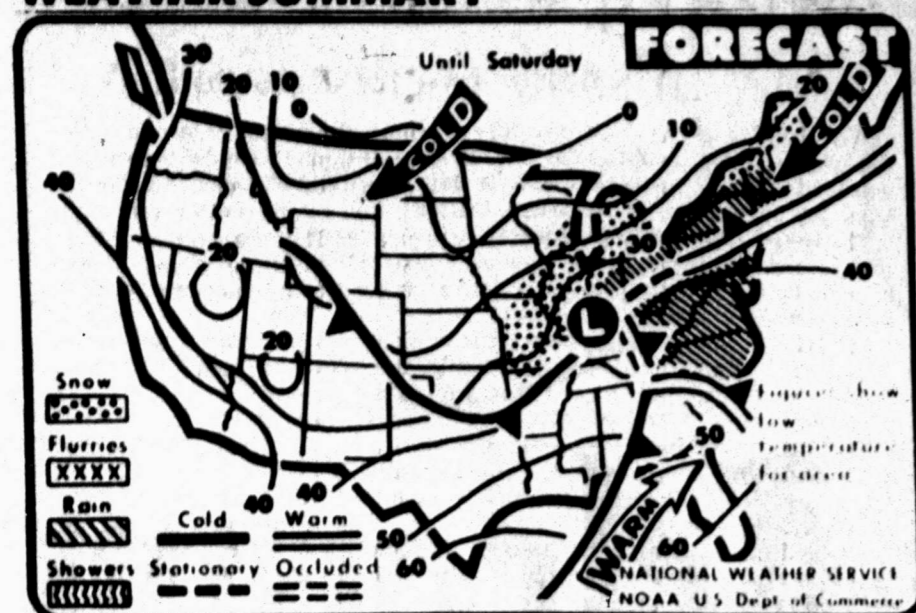 WEATHER SUMMARY
FORECAST
Until Saturday
30
20
10
0
COLD
0
10
20
COLD
40
20
30
40
20
L
Snow
Flurries
XXXX
Rain
Showers
Cold
Warm
Stationary
Occluded
40
40
50
60
50
60
WARM
Figures show
low
temperature
for area
NATIONAL WEATHER SERVICE
NOAA U S Dept of Commerce